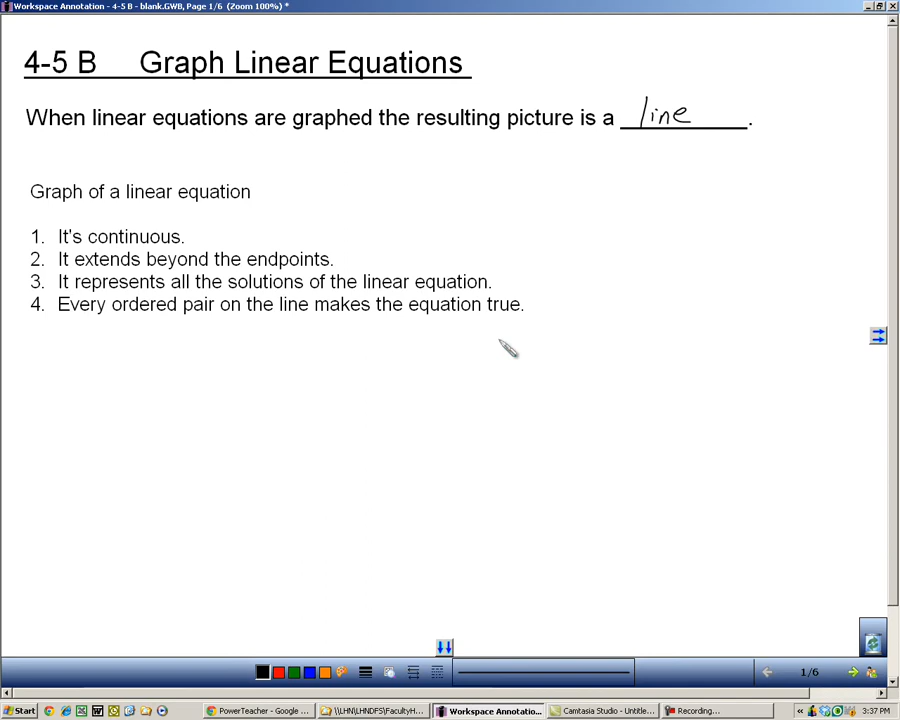 Workspace Annotation - 4-5 B - blank.GWB, Page 1/6 (Zoom 100%) *
4-5 B Graph Linear Equations
When linear equations are graphed the resulting picture is a line.
Graph of a linear equation
1. It's continuous.
2. It extends beyond the endpoints.
3. It represents all the solutions of the linear equation.
4. Every ordered pair on the line makes the equation true.
1/6
Start PowerTeacher - Google ... \\LHN\LHNDFS\FacultyH... Workspace Annotatio... Camtasia Studio - Untitle... Recording... 3:37 PM